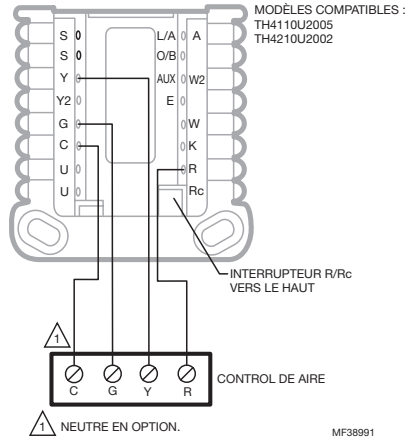 MODÈLES COMPATIBLES :
TH4110U2005
TH4210U2002
S L/A A
S O/B
Y AUX W2
Y2 E
G W
C K
U R
U Rc
INTERRUPTEUR R/Rc
VERS LE HAUT
1
C G Y R
CONTROL DE AIRE
1 NEUTRE EN OPTION.
MF38991